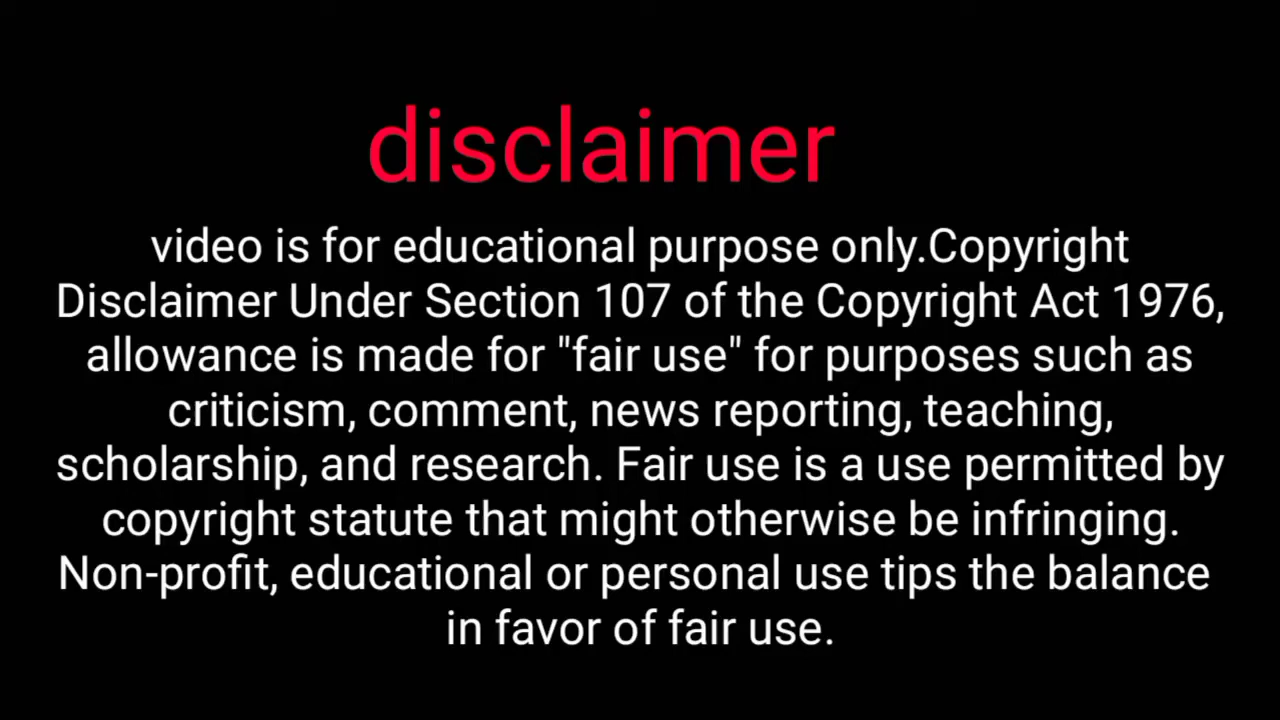 disclaimer
video is for educational purpose only.Copyright
Disclaimer Under Section 107 of the Copyright Act 1976,
allowance is made for "fair use" for purposes such as
criticism, comment, news reporting, teaching,
scholarship, and research. Fair use is a use permitted by
copyright statute that might otherwise be infringing.
Non-profit, educational or personal use tips the balance
in favor of fair use.